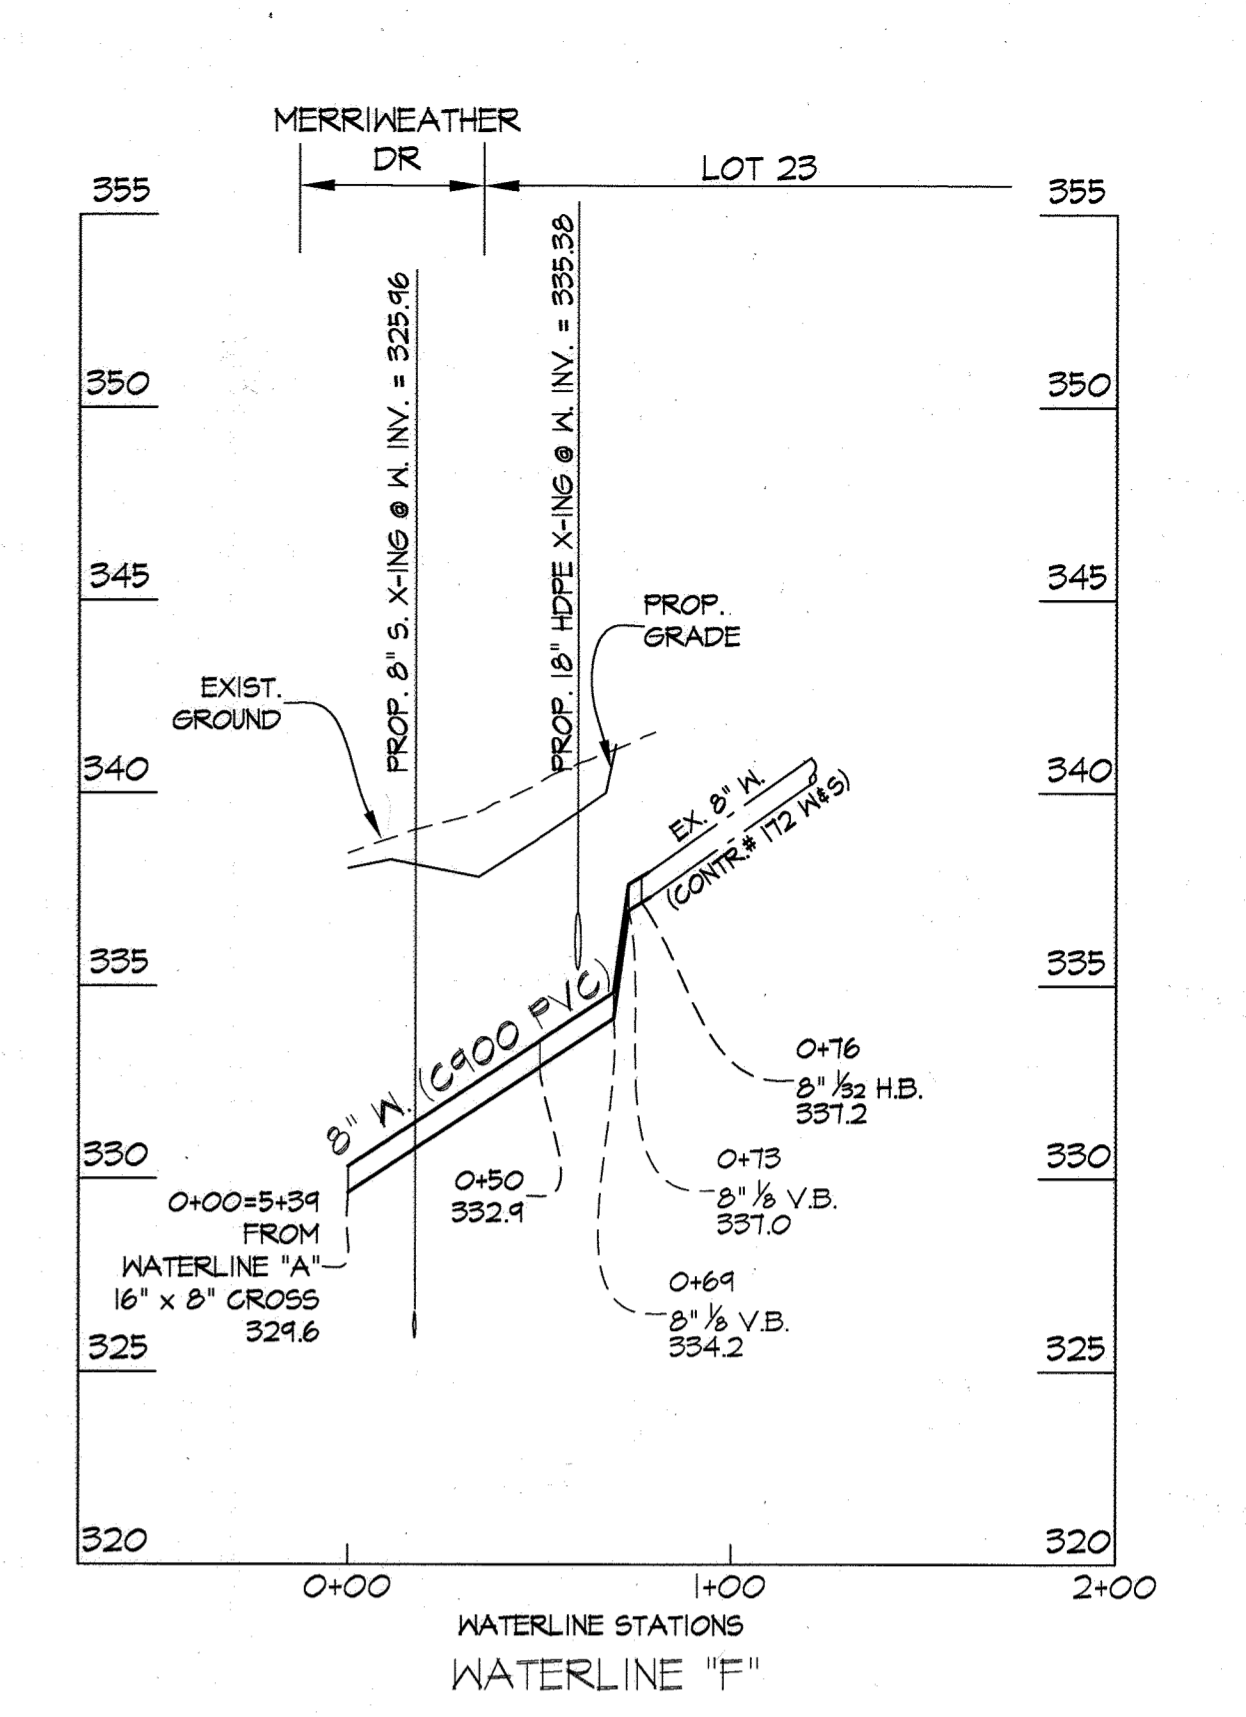 MERRIWEATHER
DR
LOT 23
355
355
PROP. 8" S. X-ING @ W. INV. = 325.96
PROP. 18" HDPE X-ING @ W. INV. = 335.38
350
350
345
345
PROP.
GRADE
EXIST.
GROUND
340
340
EX. 8" W.
(CONTR.# 172 W&S)
335
335
8" W. (C900 PVC)
0+76
8" 1/32 H.B.
337.2
330
330
0+73
8" 1/8 V.B.
337.0
0+50
332.9
0+00=5+39
FROM
WATERLINE "A"
16" x 8" CROSS
329.6
0+69
8" 1/8 V.B.
334.2
325
325
320
320
0+00
1+00
2+00
WATERLINE STATIONS
WATERLINE "F"